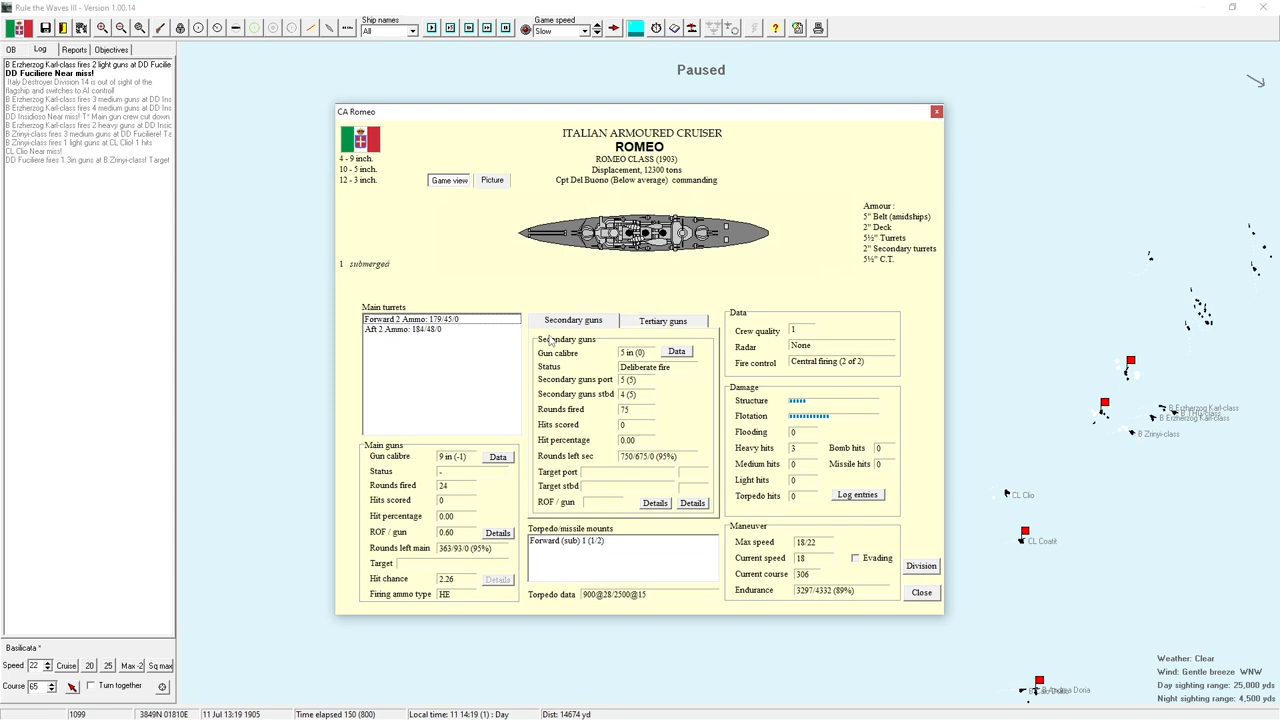 Rule the Waves III - Version 1.00.14
Ship names
All
Game speed
Slow
OB
Log
Reports
Objectives
B Erzherzog Karl-class fires 2 light guns at DD Fucilie
DD Fuciliere Near miss!
Italy Destroyer Division 14 is out of sight of the
flagship and switches to AI control!
B Erzherzog Karl-class fires 3 medium guns at DD Ins
B Erzherzog Karl-class fires 4 medium guns at DD Ins
DD Insidioso Near miss! T* Main gun crew cut down
B Erzherzog Karl-class fires 2 heavy guns at DD Insic
B Zrinyi-class fires 3 medium guns at DD Fuciliere! Ta
B Zrinyi-class fires 1 light guns at CL Clio! 1 hits
CL Clio Near miss!
DD Fuciliere fires 1 3in guns at B Zrinyi-class! Target
Paused
CA Romeo
ITALIAN ARMOURED CRUISER
ROMEO
ROMEO CLASS (1903)
Displacement, 12300 tons
Cpt Del Buono (Below average) commanding
4 - 9 inch.
10 - 5 inch.
12 - 3 inch.
Game view
Picture
Armour :
5" Belt (amidships)
2" Deck
5½" Turrets
2" Secondary turrets
5½" C.T.
1 submerged
Main turrets
Forward 2 Ammo: 179/45/0
Aft 2 Ammo: 184/48/0
Main guns
Gun calibre 9 in (-1) Data
Status -
Rounds fired 24
Hits scored 0
Hit percentage 0.00
ROF / gun 0.60 Details
Rounds left main 363/93/0 (95%)
Target
Hit chance 2.26 Details
Firing ammo type HE
Secondary guns
Tertiary guns
Secondary guns
Gun calibre 5 in (0) Data
Status Deliberate fire
Secondary guns port 5 (5)
Secondary guns stbd 4 (5)
Rounds fired 75
Hits scored 0
Hit percentage 0.00
Rounds left sec 750/675/0 (95%)
Target port
Target stbd
ROF / gun Details Details
Torpedo/missile mounts
Forward (sub) 1 (1/2)
Torpedo data 900@28/2500@15
Data
Crew quality 1
Radar None
Fire control Central firing (2 of 2)
Damage
Structure
Flotation
Flooding 0
Heavy hits 3 Bomb hits 0
Medium hits 0 Missile hits 0
Light hits 0
Torpedo hits 0 Log entries
Maneuver
Max speed 18/22
Current speed 18 Evading
Current course 306
Endurance 3297/4332 (89%)
Division
Close
B Erzherzog Karl-class
B Erzherzog Karl-class
B Zrinyi-class
CL Clio
CL Coatit
B Andrea Doria
Basilicata *
Speed 22 Cruise 20 25 Max -2 Sq max
Course 65 Turn together
Weather: Clear
Wind: Gentle breeze WNW
Day sighting range: 25,000 yds
Night sighting range: 4,500 yds
1099
3849N 01810E
11 Jul 13:19 1905
Time elapsed 150 (800)
Local time: 11 14:19 (1) : Day
Dist: 14674 yd